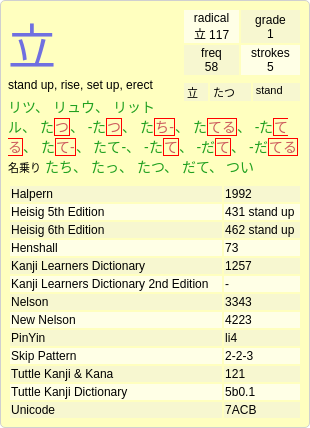 立
radical
立 117
grade
1
freq
58
strokes
5
stand up, rise, set up, erect
立 たつ stand
リツ、 リュウ、 リット
ル、 たつ、 -たつ、 たち-、 たてる、 -たて
る、 たて-、 たて-、 -たて、 -だて、 -だてる
名乗り たち、 たっ、 たつ、 だて、 つい
Halpern 1992
Heisig 5th Edition 431 stand up
Heisig 6th Edition 462 stand up
Henshall 73
Kanji Learners Dictionary 1257
Kanji Learners Dictionary 2nd Edition -
Nelson 3343
New Nelson 4223
PinYin li4
Skip Pattern 2-2-3
Tuttle Kanji & Kana 121
Tuttle Kanji Dictionary 5b0.1
Unicode 7ACB